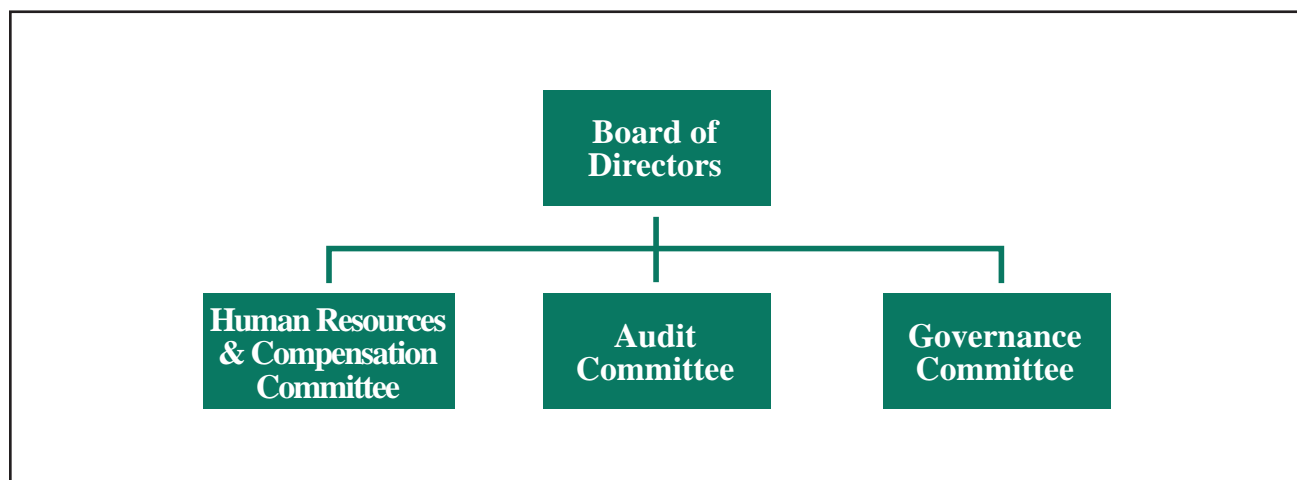 Board of
Directors
Human Resources
& Compensation
Committee
Audit
Committee
Governance
Committee